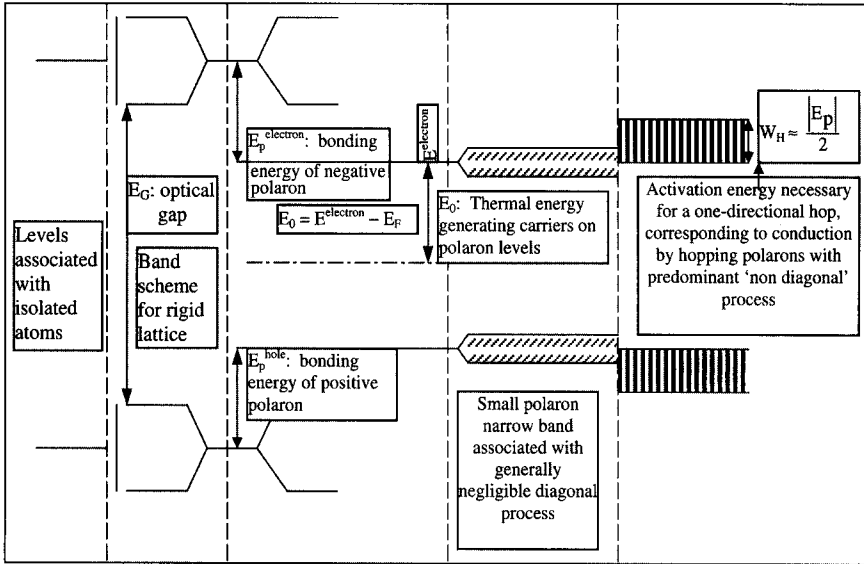 Levels
associated
with
isolated
atoms
E_G: optical
gap
Band
scheme
for rigid
lattice
E_p^electron: bonding
energy of negative
polaron
E_0 = E^electron – E_F
E_p^hole: bonding
energy of positive
polaron
E_0: Thermal energy
generating carriers on
polaron levels
Small polaron
narrow band
associated with
generally
negligible diagonal
process
W_H ≈ |E_p| / 2
Activation energy necessary
for a one-directional hop,
corresponding to conduction
by hopping polarons with
predominant ‘non diagonal’
process